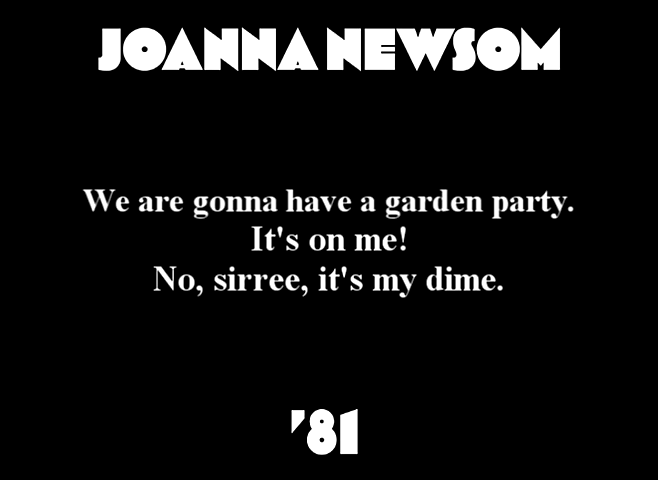 JOANNA NEWSOM
We are gonna have a garden party.
It's on me!
No, sirree, it's my dime.
'81